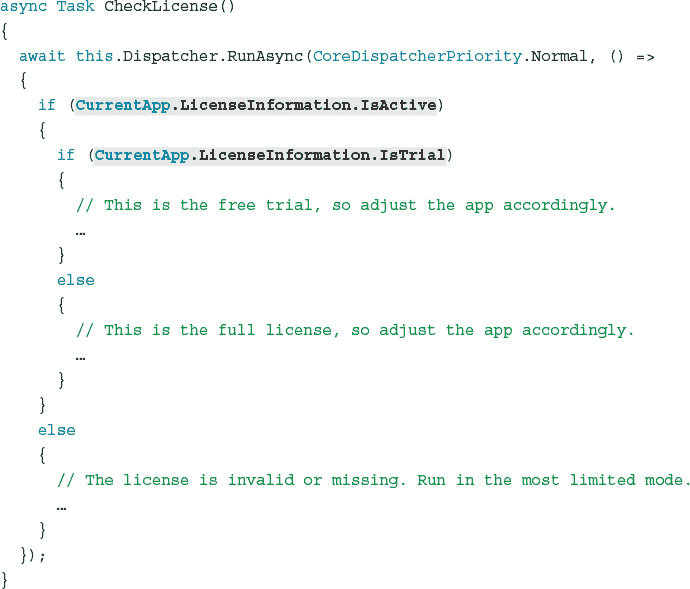 async Task CheckLicense()
{
  await this.Dispatcher.RunAsync(CoreDispatcherPriority.Normal, () =>
  {
    if (CurrentApp.LicenseInformation.IsActive)
    {
      if (CurrentApp.LicenseInformation.IsTrial)
      {
        // This is the free trial, so adjust the app accordingly.
        …
      }
      else
      {
        // This is the full license, so adjust the app accordingly.
        …
      }
    }
    else
    {
      // The license is invalid or missing. Run in the most limited mode.
      …
    }
  });
}